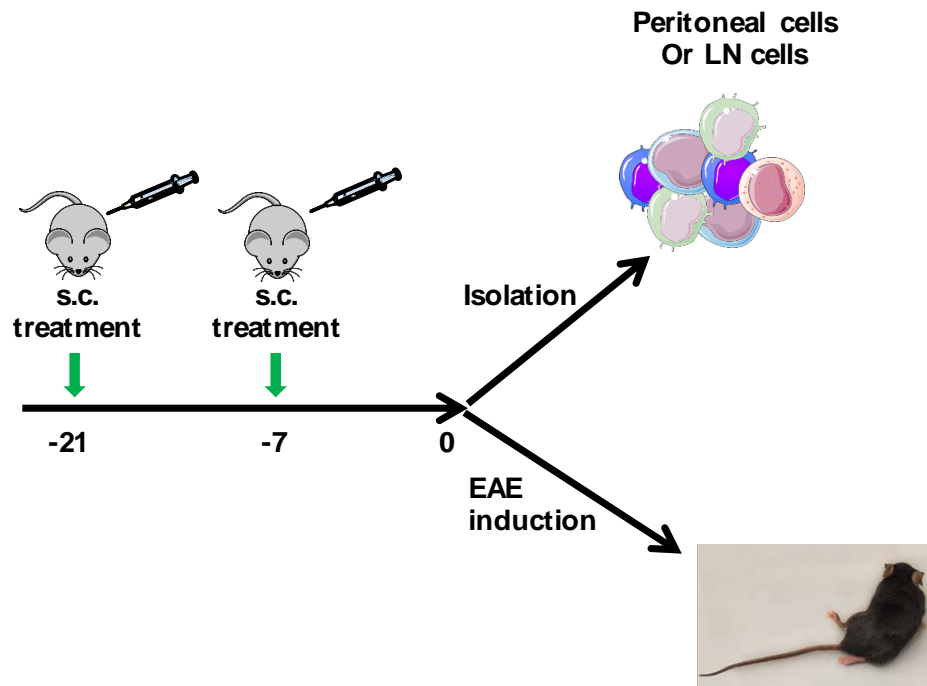 Peritoneal cells
Or LN cells
s.c.
treatment
s.c.
treatment
Isolation
-21
-7
0
EAE
induction